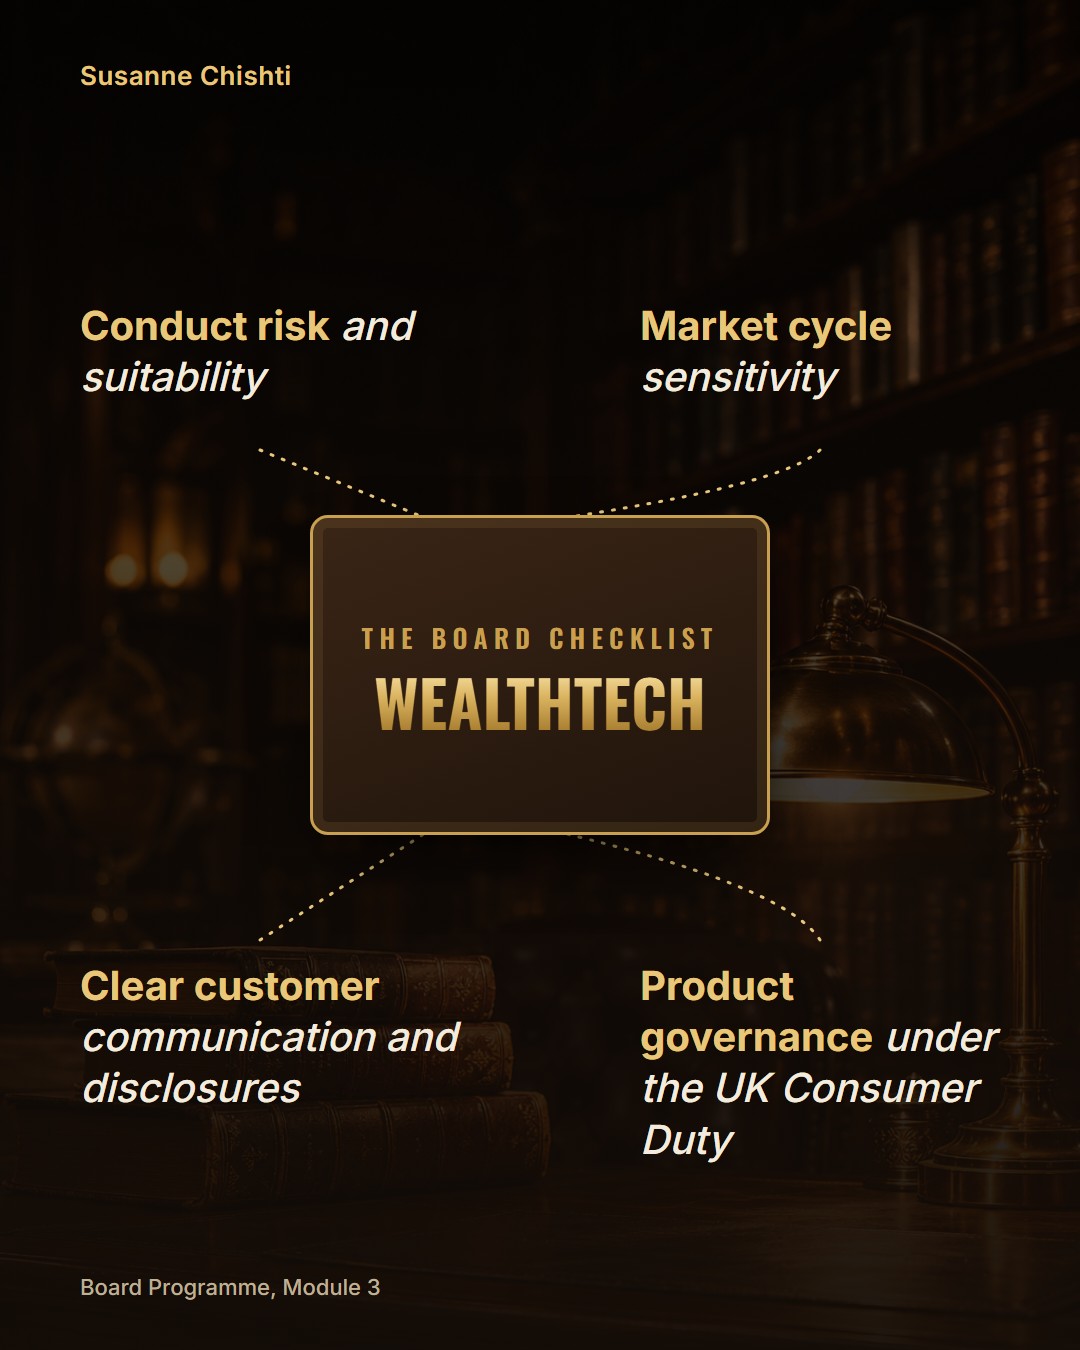 Susanne Chishti
Conduct risk and
suitability
Market cycle
sensitivity
THE BOARD CHECKLIST
WEALTHTECH
Clear customer
communication and
disclosures
Product
governance under
the UK Consumer
Duty
Board Programme, Module 3